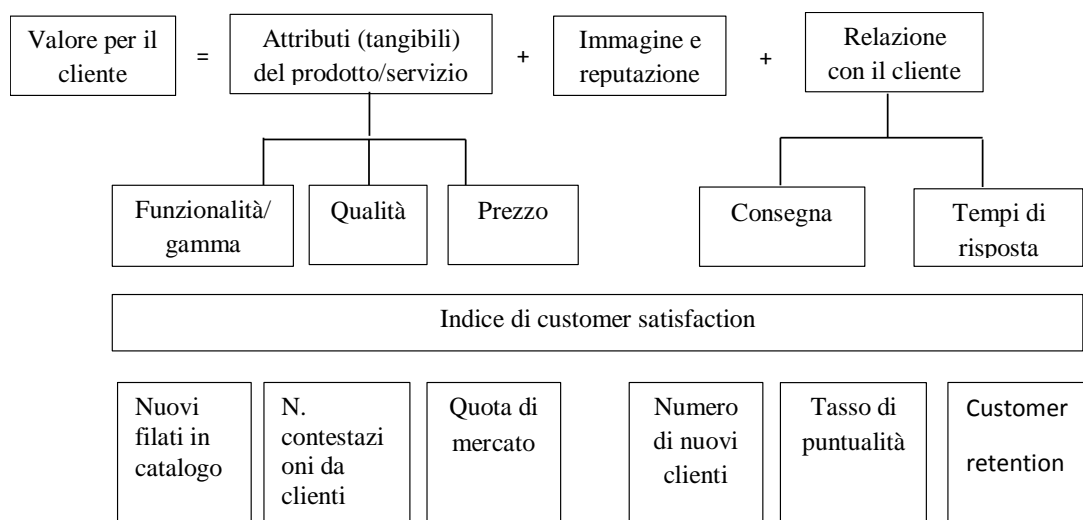 Valore per il
cliente
=
Attributi (tangibili)
del prodotto/servizio
+
Immagine e
reputazione
+
Relazione
con il cliente
Funzionalità/
gamma
Qualità
Prezzo
Consegna
Tempi di
risposta
Indice di customer satisfaction
Nuovi
filati in
catalogo
N.
contestazi
oni da
clienti
Quota di
mercato
Numero
di nuovi
clienti
Tasso di
puntualità
Customer
retention